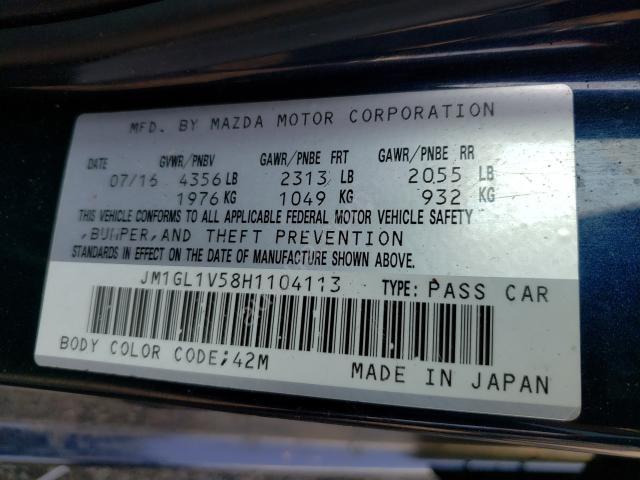 MFD. BY MAZDA MOTOR CORPORATION
DATE GVWR/PNBV GAWR/PNBE FRT GAWR/PNBE RR
07/16 4356 LB 2313 LB 2055 LB
1976 KG 1049 KG 932 KG
THIS VEHICLE CONFORMS TO ALL APPLICABLE FEDERAL MOTOR VEHICLE SAFETY
,BUMPER,AND THEFT PREVENTION
STANDARDS IN EFFECT ON THE DATE OF MANUFACTURE SHOWN ABOVE.
JM1GL1V58H1104113 TYPE: PASS CAR
BODY COLOR CODE;42M MADE IN JAPAN